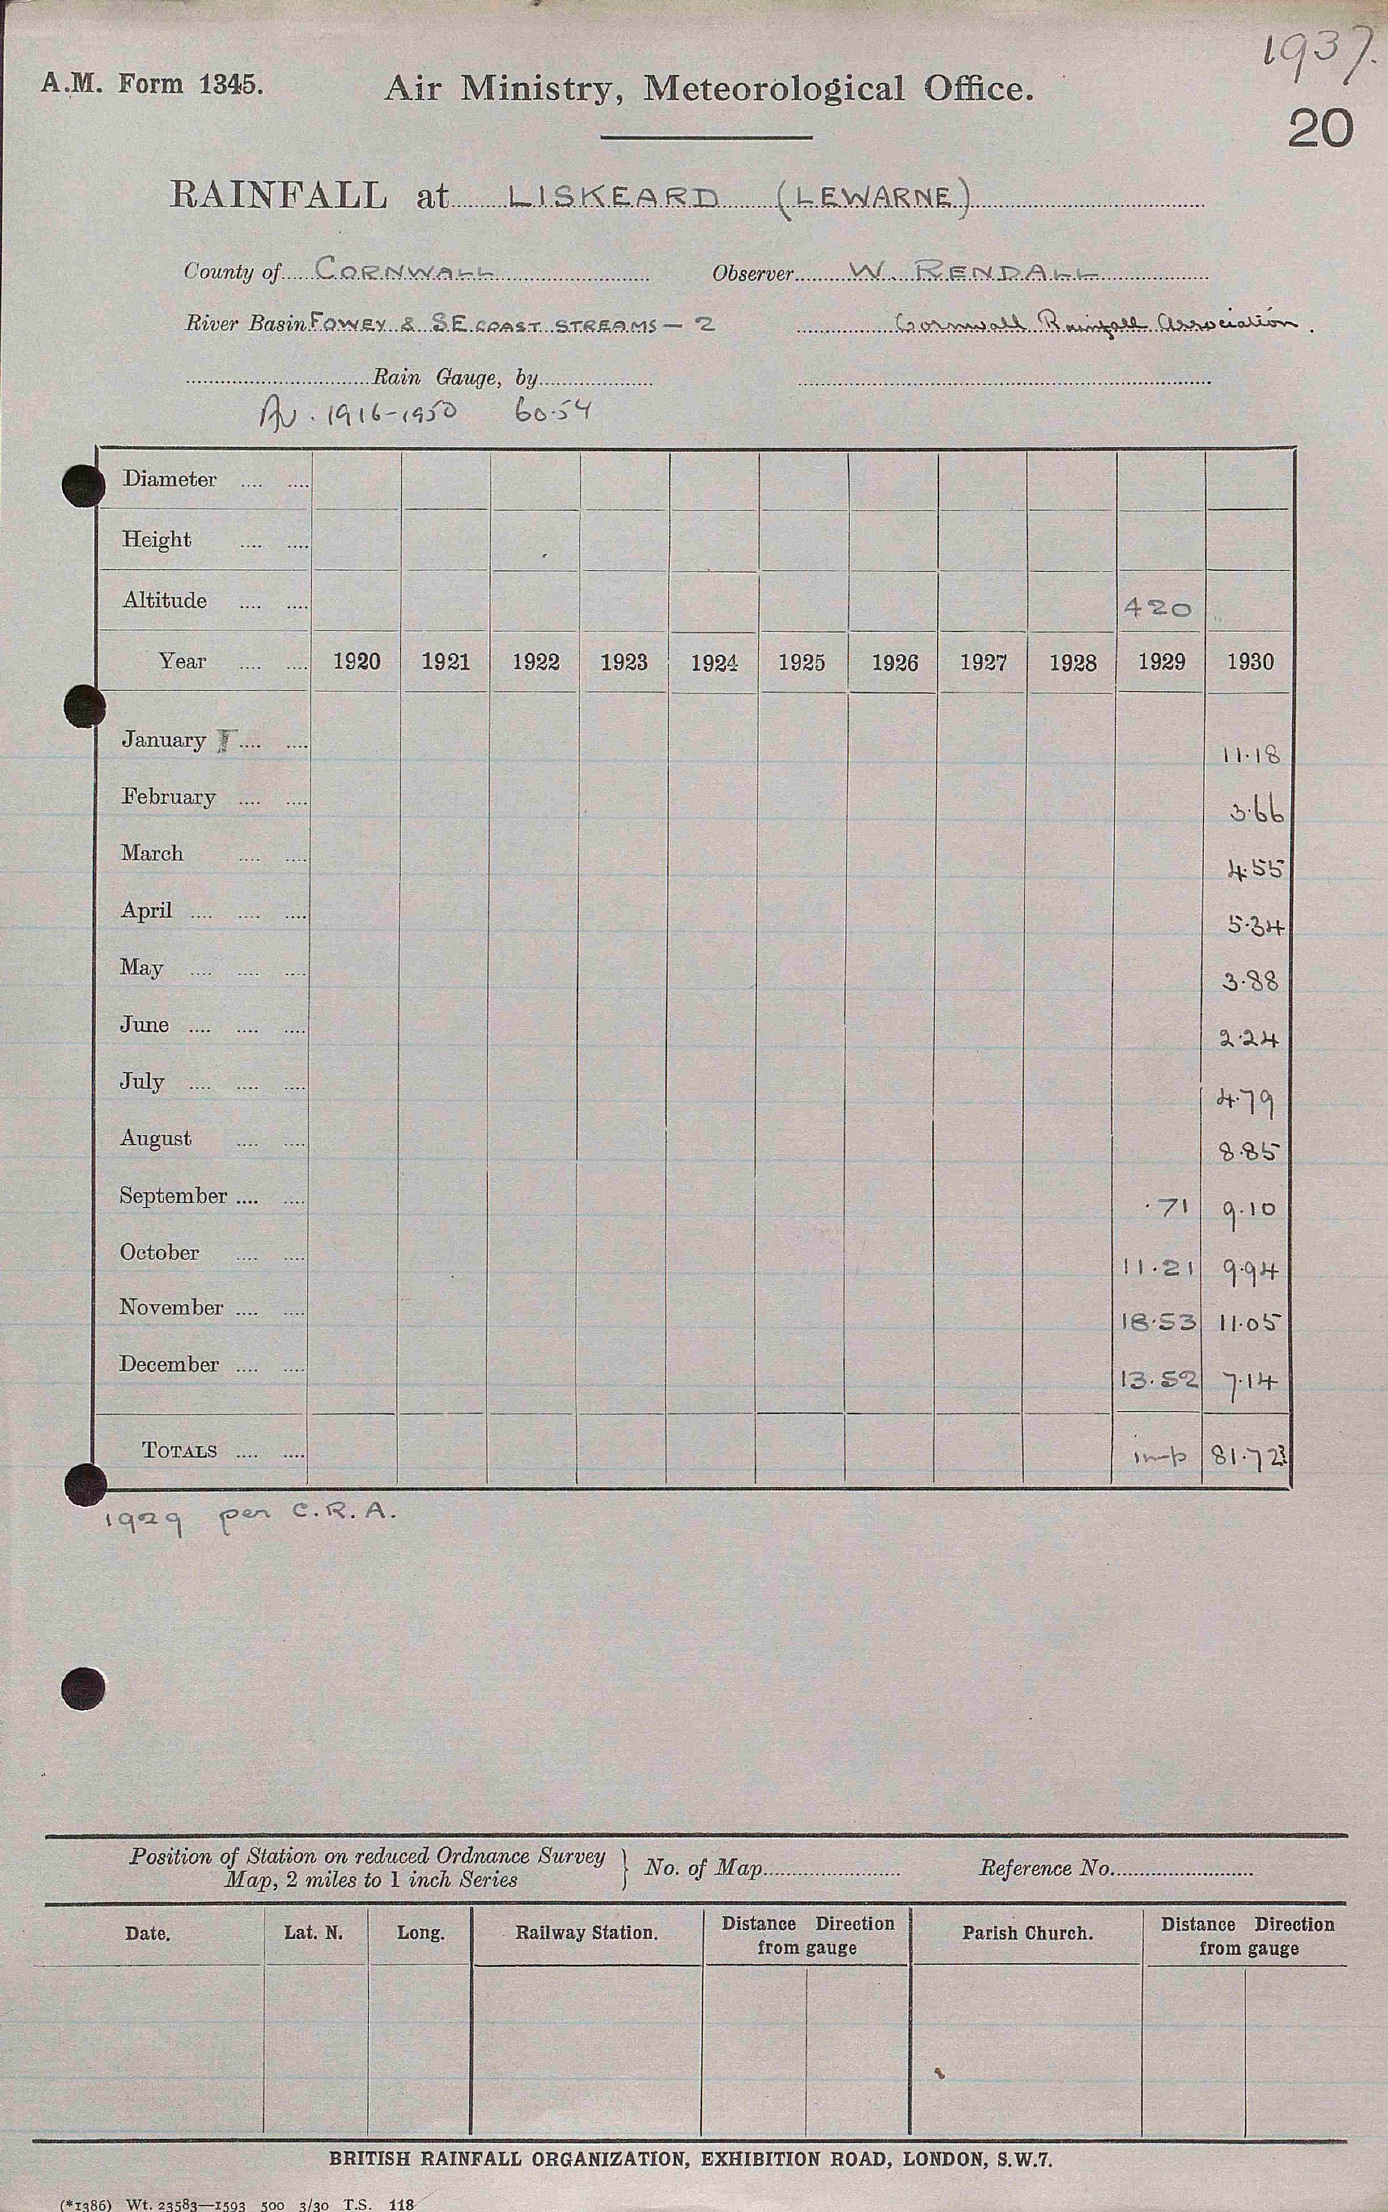 1937.
A.M. Form 1345. Air Ministry, Meteorological Office.
20
RAINFALL at LISKEARD (LEWARNE)
County of CORNWALL Observer W. RENDALL
River Basin FOWEY & SE COAST STREAMS - 2 Cornwall Rainfall Association.
Rain Gauge, by
Av. 1916-1950 60.54
Diameter .... ....
Height .... ....
Altitude .... .... 420 "
Year .... .... 1920 1921 1922 1923 1924 1925 1926 1927 1928 1929 1930
January .... .... 11.18
February .... .... 3.66
March .... .... 4.55
April .... .... .... 5.34
May .... .... .... 3.88
June .... .... .... 2.24
July .... .... .... 4.79
August .... .... 8.85
September .... .... .71 9.10
October .... .... 11.21 9.94
November .... .... 18.53 11.05
December .... .... 13.52 7.14
TOTALS .... .... imp 81.72
1929 per C.R.A.
Position of Station on reduced Ordnance Survey
Map, 2 miles to 1 inch Series } No. of Map Reference No.
Date. Lat. N. Long. Railway Station. Distance Direction from gauge Parish Church. Distance Direction from gauge
BRITISH RAINFALL ORGANIZATION, EXHIBITION ROAD, LONDON, S.W.7.
(*1386) Wt. 23583—1593 500 3/30 T.S. 118